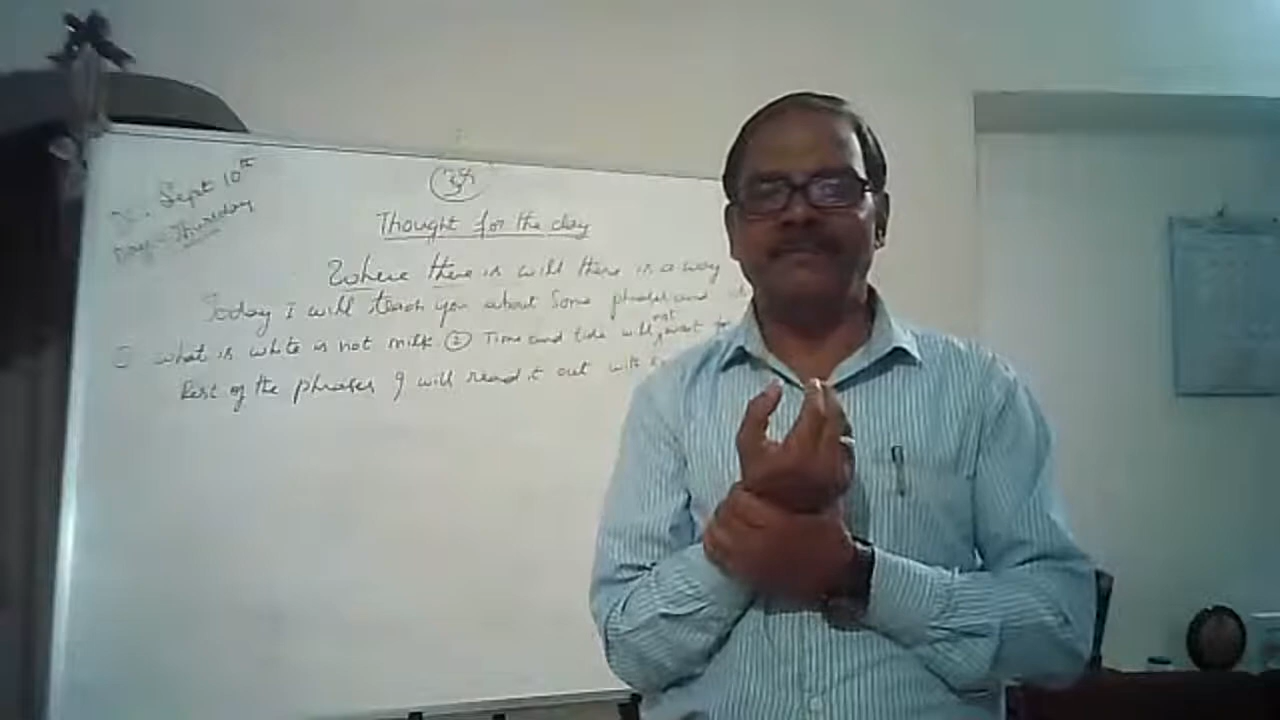 Sept 10th
Day - Thursday
ॐ
Thought for the day
Where there is will there is a way
Today I will teach you about Some phrases and
what is white is not milk. ② Time and tide will not wait for
Rest of the phrases I will read it out with